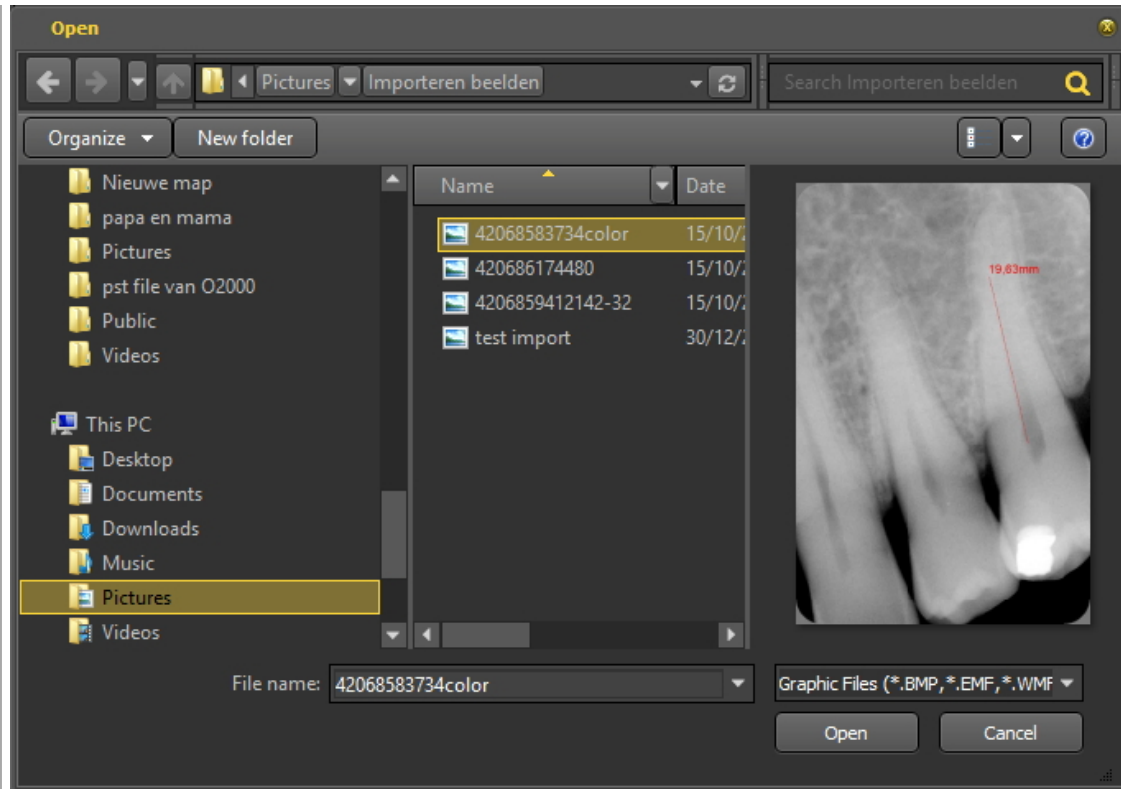 Open
Pictures Importeren beelden
Search Importeren beelden
Organize New folder
Nieuwe map
papa en mama
Pictures
pst file van O2000
Public
Videos
This PC
Desktop
Documents
Downloads
Music
Pictures
Videos
Name Date
42068583734color 15/10/
420686174480 15/10/
4206859412142-32 15/10/
test import 30/12/
19,63mm
File name: 42068583734color
Graphic Files (*.BMP,*.EMF,*.WMF
Open Cancel